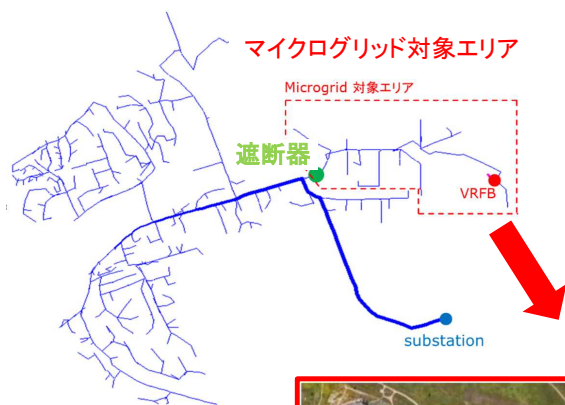 マイクログリッド対象エリア
Microgrid 対象エリア
遮断器
VRFB
substation